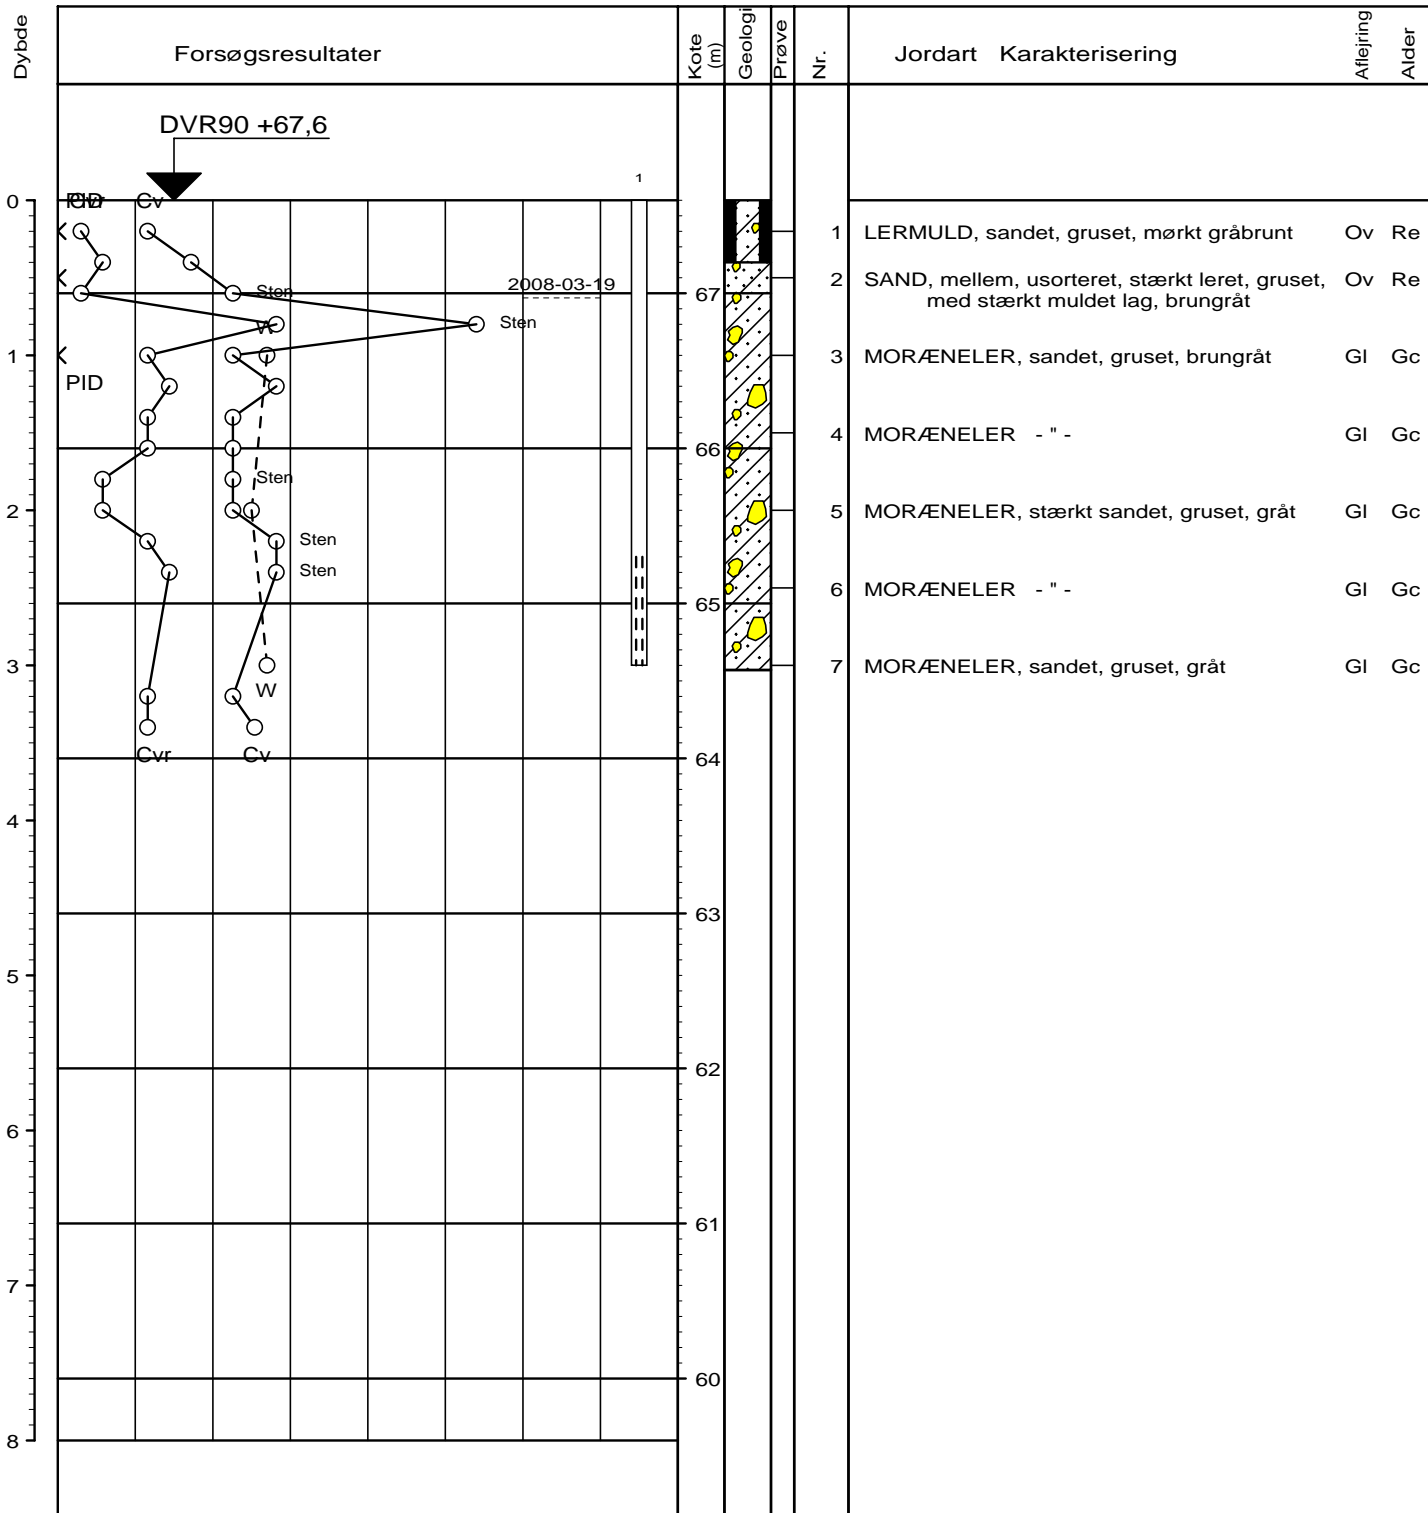 Dybde
Forsøgsresultater
Kote (m)
Geologi
Prøve
Nr.
Jordart Karakterisering
Aflejring
Alder
DVR90 +67,6
1
0
PID
Cvr
Cv
1 LERMULD, sandet, gruset, mørkt gråbrunt Ov Re
2008-03-19
Sten
67
2 SAND, mellem, usorteret, stærkt leret, gruset, Ov Re
med stærkt muldet lag, brungråt
W
Sten
1
3 MORÆNELER, sandet, gruset, brungråt Gl Gc
PID
66
4 MORÆNELER - " - Gl Gc
Sten
2
5 MORÆNELER, stærkt sandet, gruset, gråt Gl Gc
Sten
Sten
65
6 MORÆNELER - " - Gl Gc
3
7 MORÆNELER, sandet, gruset, gråt Gl Gc
W
Cvr
Cv
64
4
63
5
62
6
61
7
60
8